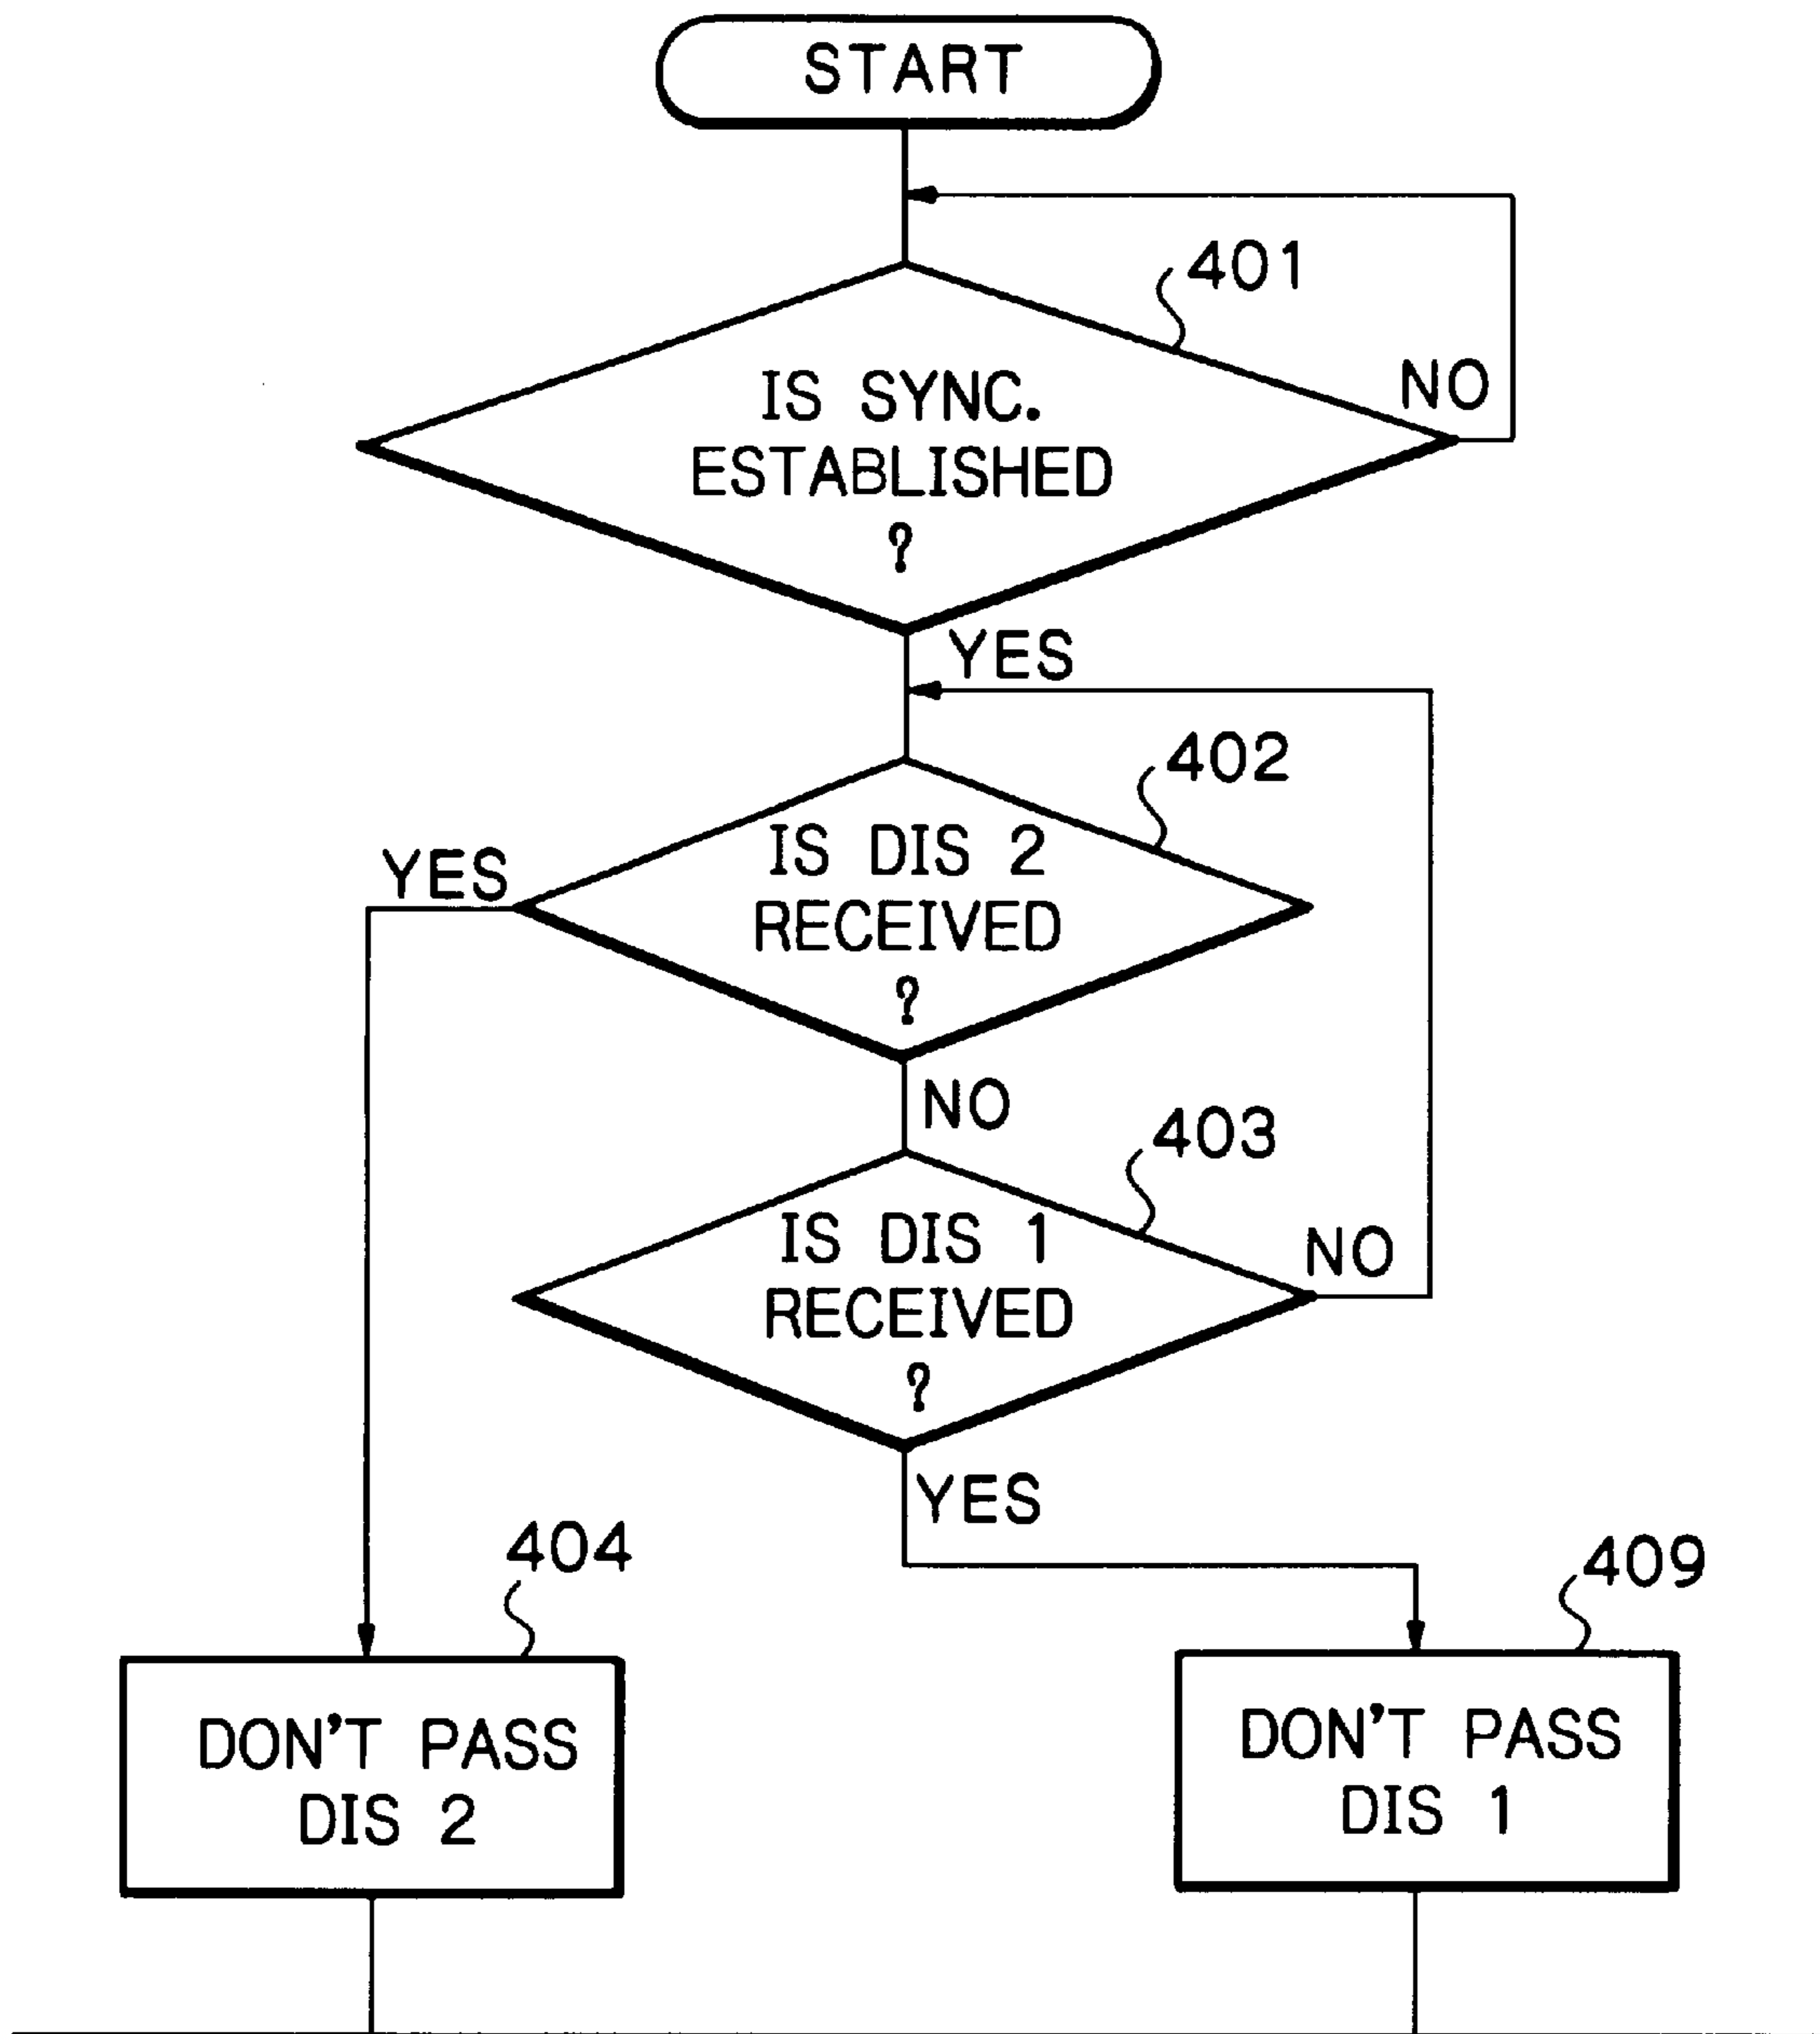 START
401
IS SYNC.
ESTABLISHED
?
NO
YES
402
IS DIS 2
RECEIVED
?
YES
NO
403
IS DIS 1
RECEIVED
?
NO
YES
404
DON'T PASS
DIS 2
409
DON'T PASS
DIS 1